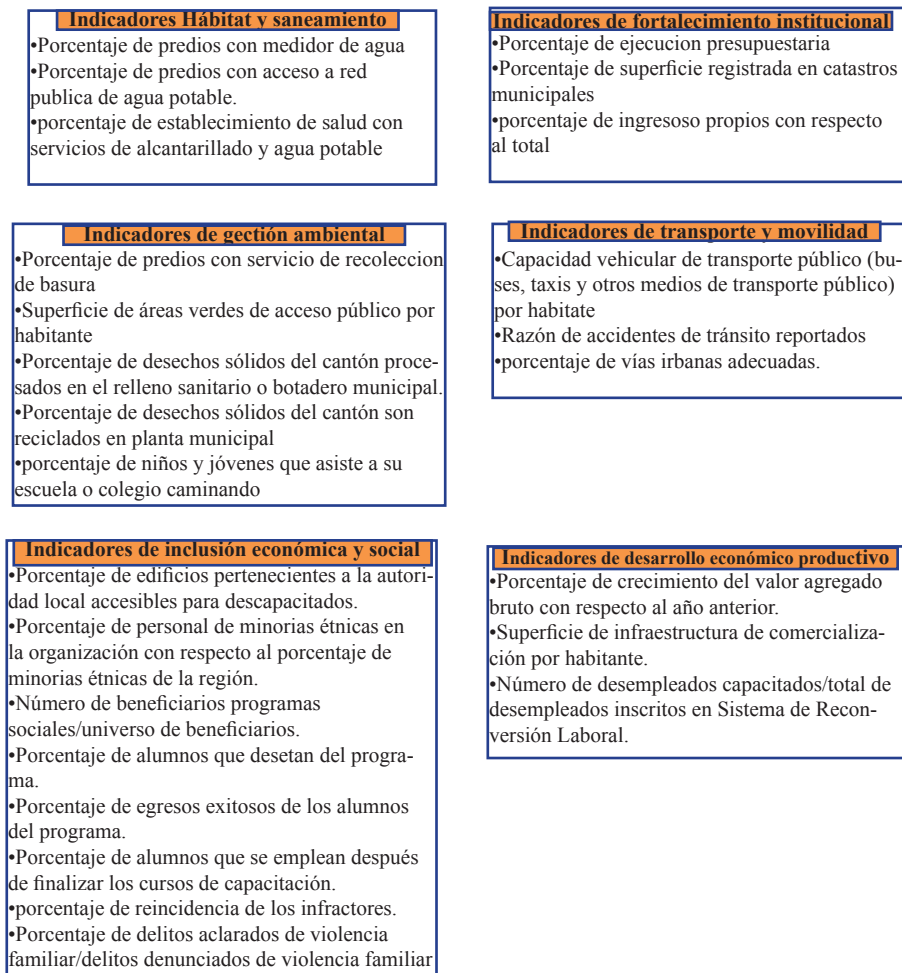 Indicadores Hábitat y saneamiento
•Porcentaje de predios con medidor de agua
•Porcentaje de predios con acceso a red
publica de agua potable.
•porcentaje de establecimiento de salud con
servicios de alcantarillado y agua potable
Indicadores de fortalecimiento institucional
•Porcentaje de ejecucion presupuestaria
•Porcentaje de superficie registrada en catastros
municipales
•porcentaje de ingresoso propios con respecto
al total
Indicadores de gectión ambiental
•Porcentaje de predios con servicio de recoleccion
de basura
•Superficie de áreas verdes de acceso público por
habitante
•Porcentaje de desechos sólidos del cantón proce-
sados en el relleno sanitario o botadero municipal.
•Porcentaje de desechos sólidos del cantón son
reciclados en planta municipal
•porcentaje de niños y jóvenes que asiste a su
escuela o colegio caminando
Indicadores de transporte y movilidad
•Capacidad vehicular de transporte público (bu-
ses, taxis y otros medios de transporte público)
por habitate
•Razón de accidentes de tránsito reportados
•porcentaje de vías irbanas adecuadas.
Indicadores de inclusión económica y social
•Porcentaje de edificios pertenecientes a la autori-
dad local accesibles para descapacitados.
•Porcentaje de personal de minorias étnicas en
la organización con respecto al porcentaje de
minorias étnicas de la región.
•Número de beneficiarios programas
sociales/universo de beneficiarios.
•Porcentaje de alumnos que desetan del progra-
ma.
•Porcentaje de egresos exitosos de los alumnos
del programa.
•Porcentaje de alumnos que se emplean después
de finalizar los cursos de capacitación.
•porcentaje de reincidencia de los infractores.
•Porcentaje de delitos aclarados de violencia
familiar/delitos denunciados de violencia familiar
Indicadores de desarrollo económico productivo
•Porcentaje de crecimiento del valor agregado
bruto con respecto al año anterior.
•Superficie de infraestructura de comercializa-
ción por habitante.
•Número de desempleados capacitados/total de
desempleados inscritos en Sistema de Recon-
versión Laboral.